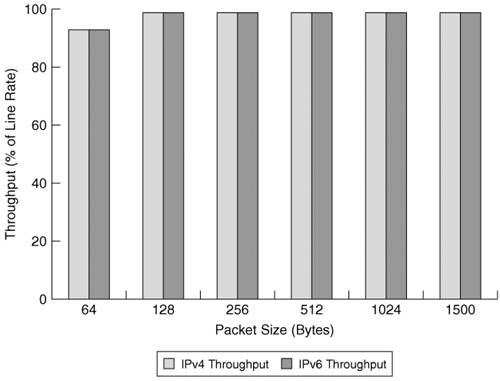 Throughput (% of Line Rate)
100
80
60
40
20
0
64 128 256 512 1024 1500
Packet Size (Bytes)
IPv4 Throughput IPv6 Throughput